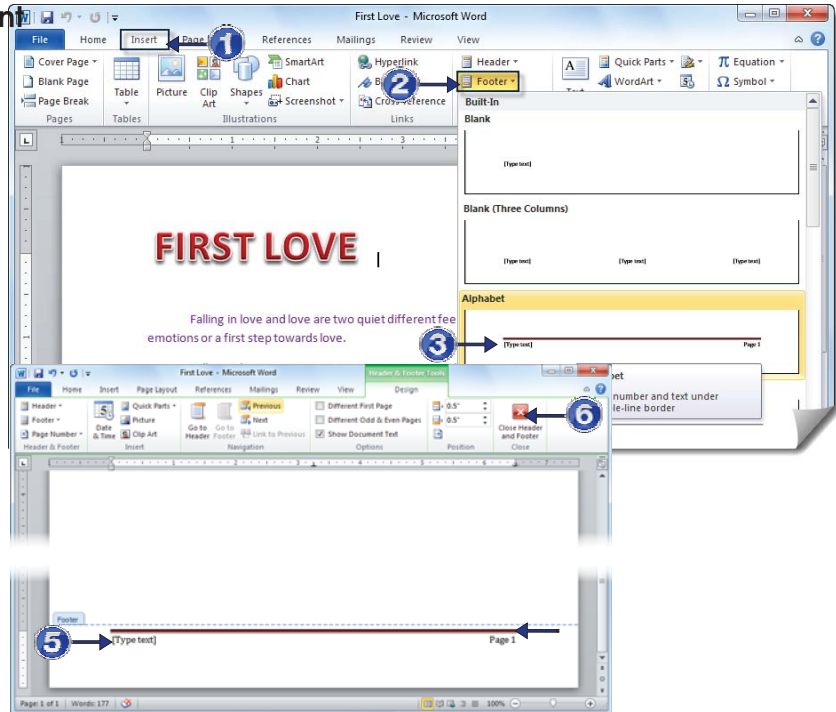 nt
First Love - Microsoft Word
File Home Insert Page References Mailings Review View
1
Cover Page
Blank Page
Page Break
Pages
Table
Tables
Picture
Clip Art
Shapes
SmartArt
Chart
Screenshot
Illustrations
Hyperlink
Links
2
Header
Footer
A
Quick Parts
WordArt
π Equation
Ω Symbol
Built-In
Blank
[Type text]
Blank (Three Columns)
[Type text] [Type text] [Type text]
Alphabet
3
[Type text] Page 1
FIRST LOVE
Falling in love and love are two quiet different fee
emotions or a first step towards love.
bet
number and text under
le-line border
First Love - Microsoft Word
Header & Footer Tools
File Home Insert Page Layout References Mailings Review View Design
Header
Footer
Page Number
Header & Footer
Date & Time
Quick Parts
Picture
Clip Art
Insert
Go to Header
Go to Footer
Previous
Next
Link to Previous
Navigation
Different First Page
Different Odd & Even Pages
Show Document Text
Options
0.5"
0.5"
Position
Close Header and Footer
Close
6
Footer
5
[Type text] Page 1
Page: 1 of 1 Words: 177 100%